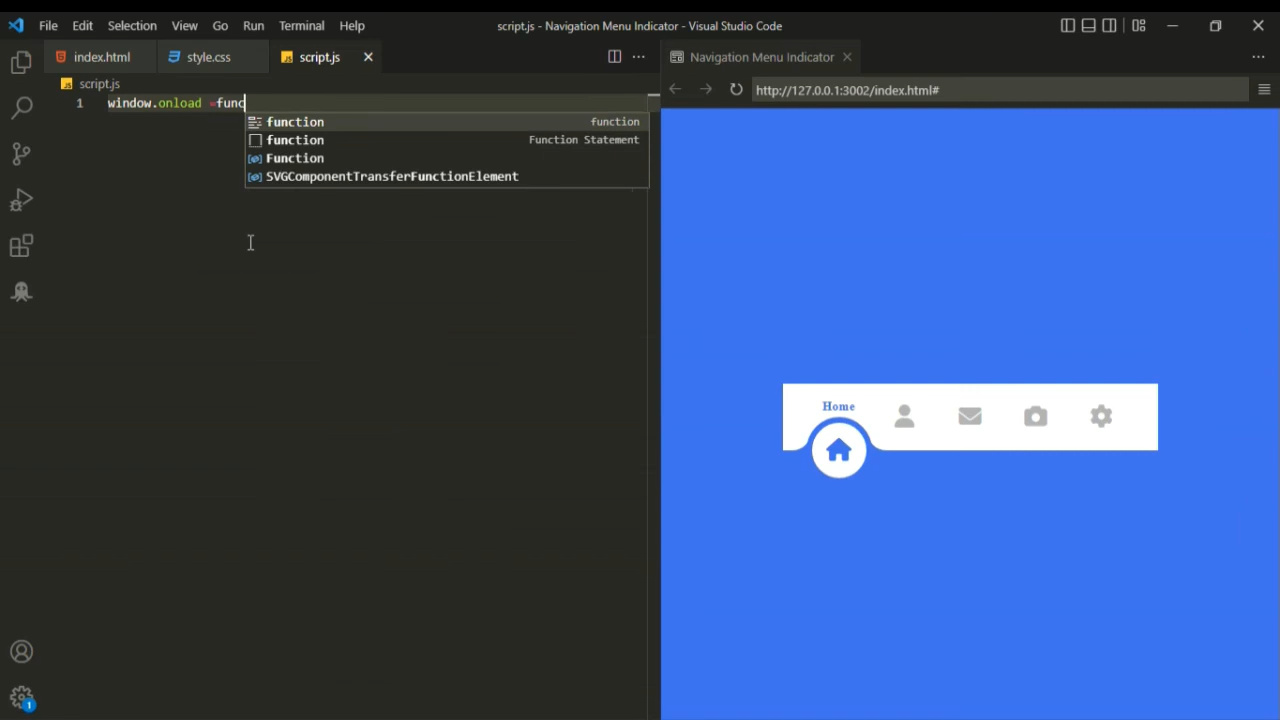 File Edit Selection View Go Run Terminal Help
script.js - Navigation Menu Indicator - Visual Studio Code
index.html
style.css
script.js
Navigation Menu Indicator
script.js
http://127.0.0.1:3002/index.html#
1 window.onload =func
function function
function Function Statement
Function
SVGComponentTransferFunctionElement
Home
1